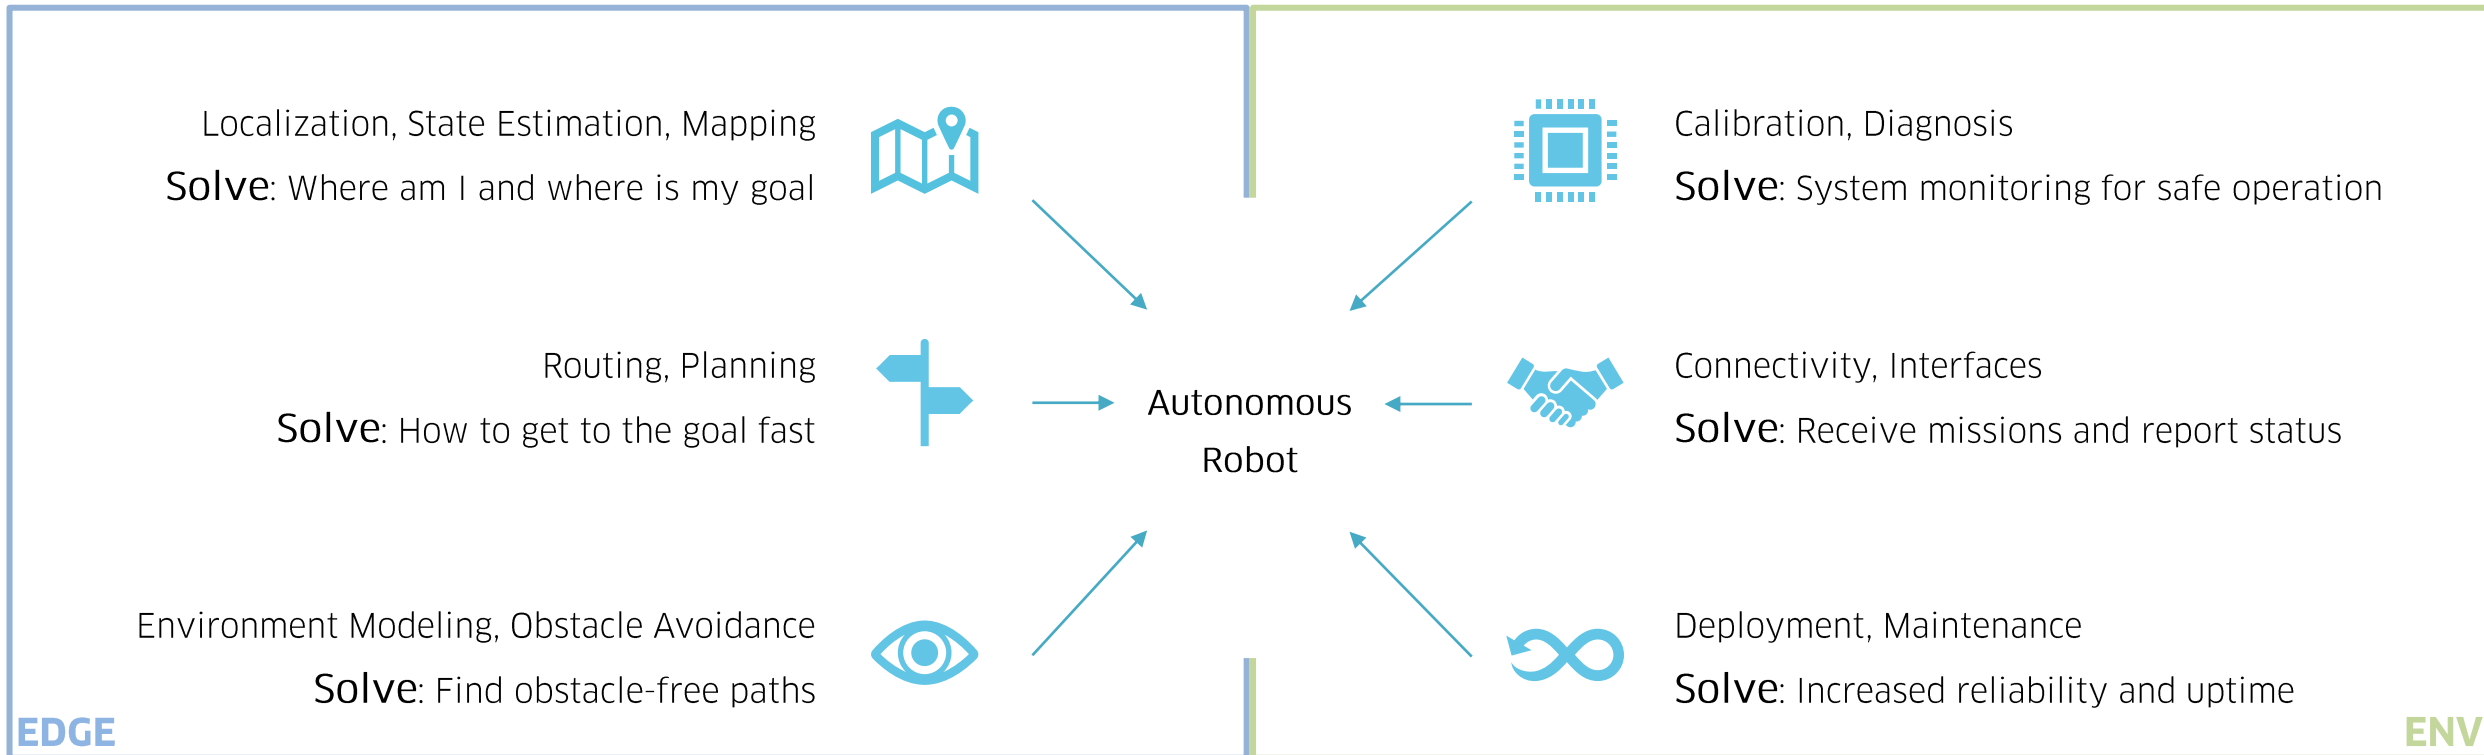 Localization, State Estimation, Mapping
Solve: Where am I and where is my goal
Routing, Planning
Solve: How to get to the goal fast
Environment Modeling, Obstacle Avoidance
Solve: Find obstacle-free paths
EDGE
Autonomous
Robot
Calibration, Diagnosis
Solve: System monitoring for safe operation
Connectivity, Interfaces
Solve: Receive missions and report status
Deployment, Maintenance
Solve: Increased reliability and uptime
ENV